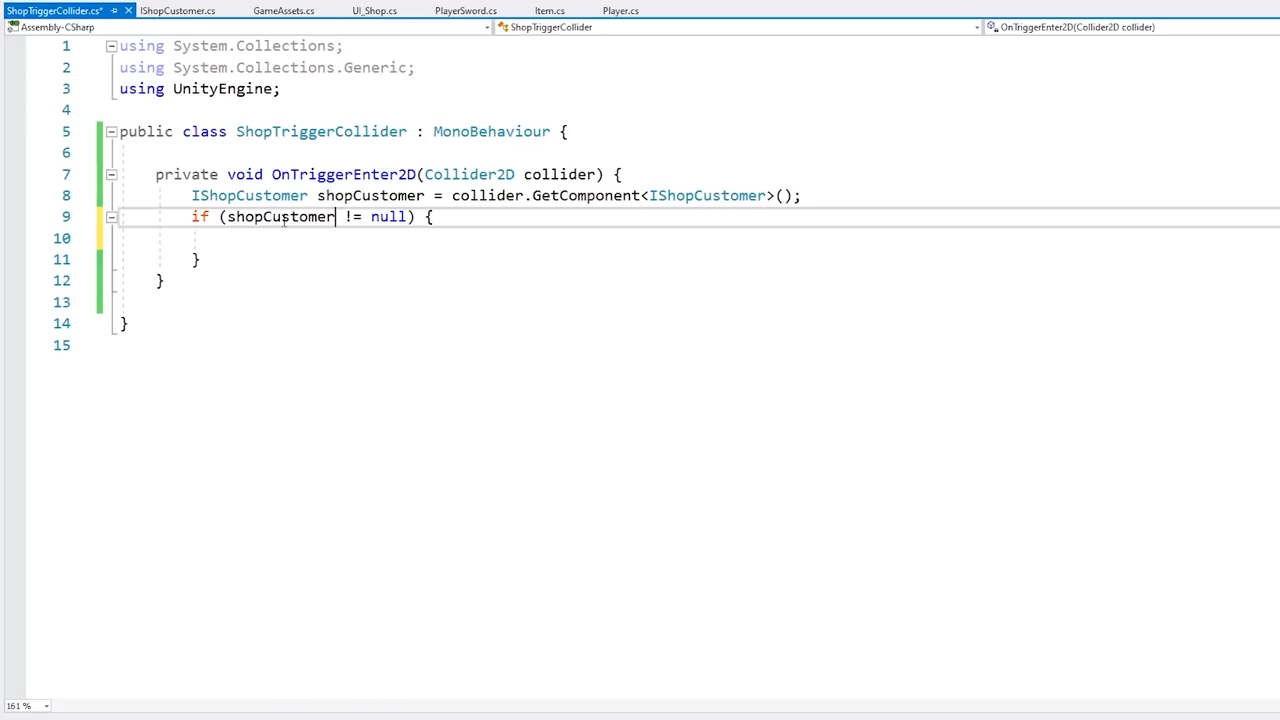 ShopTriggerCollider.cs* IShopCustomer.cs GameAssets.cs UI_Shop.cs PlayerSword.cs Item.cs Player.cs
Assembly-CSharp ShopTriggerCollider OnTriggerEnter2D(Collider2D collider)
1 using System.Collections;
2 using System.Collections.Generic;
3 using UnityEngine;
4
5 public class ShopTriggerCollider : MonoBehaviour {
6
7 private void OnTriggerEnter2D(Collider2D collider) {
8 IShopCustomer shopCustomer = collider.GetComponent<IShopCustomer>();
9 if (shopCustomer != null) {
10
11 }
12 }
13
14 }
15
161 %